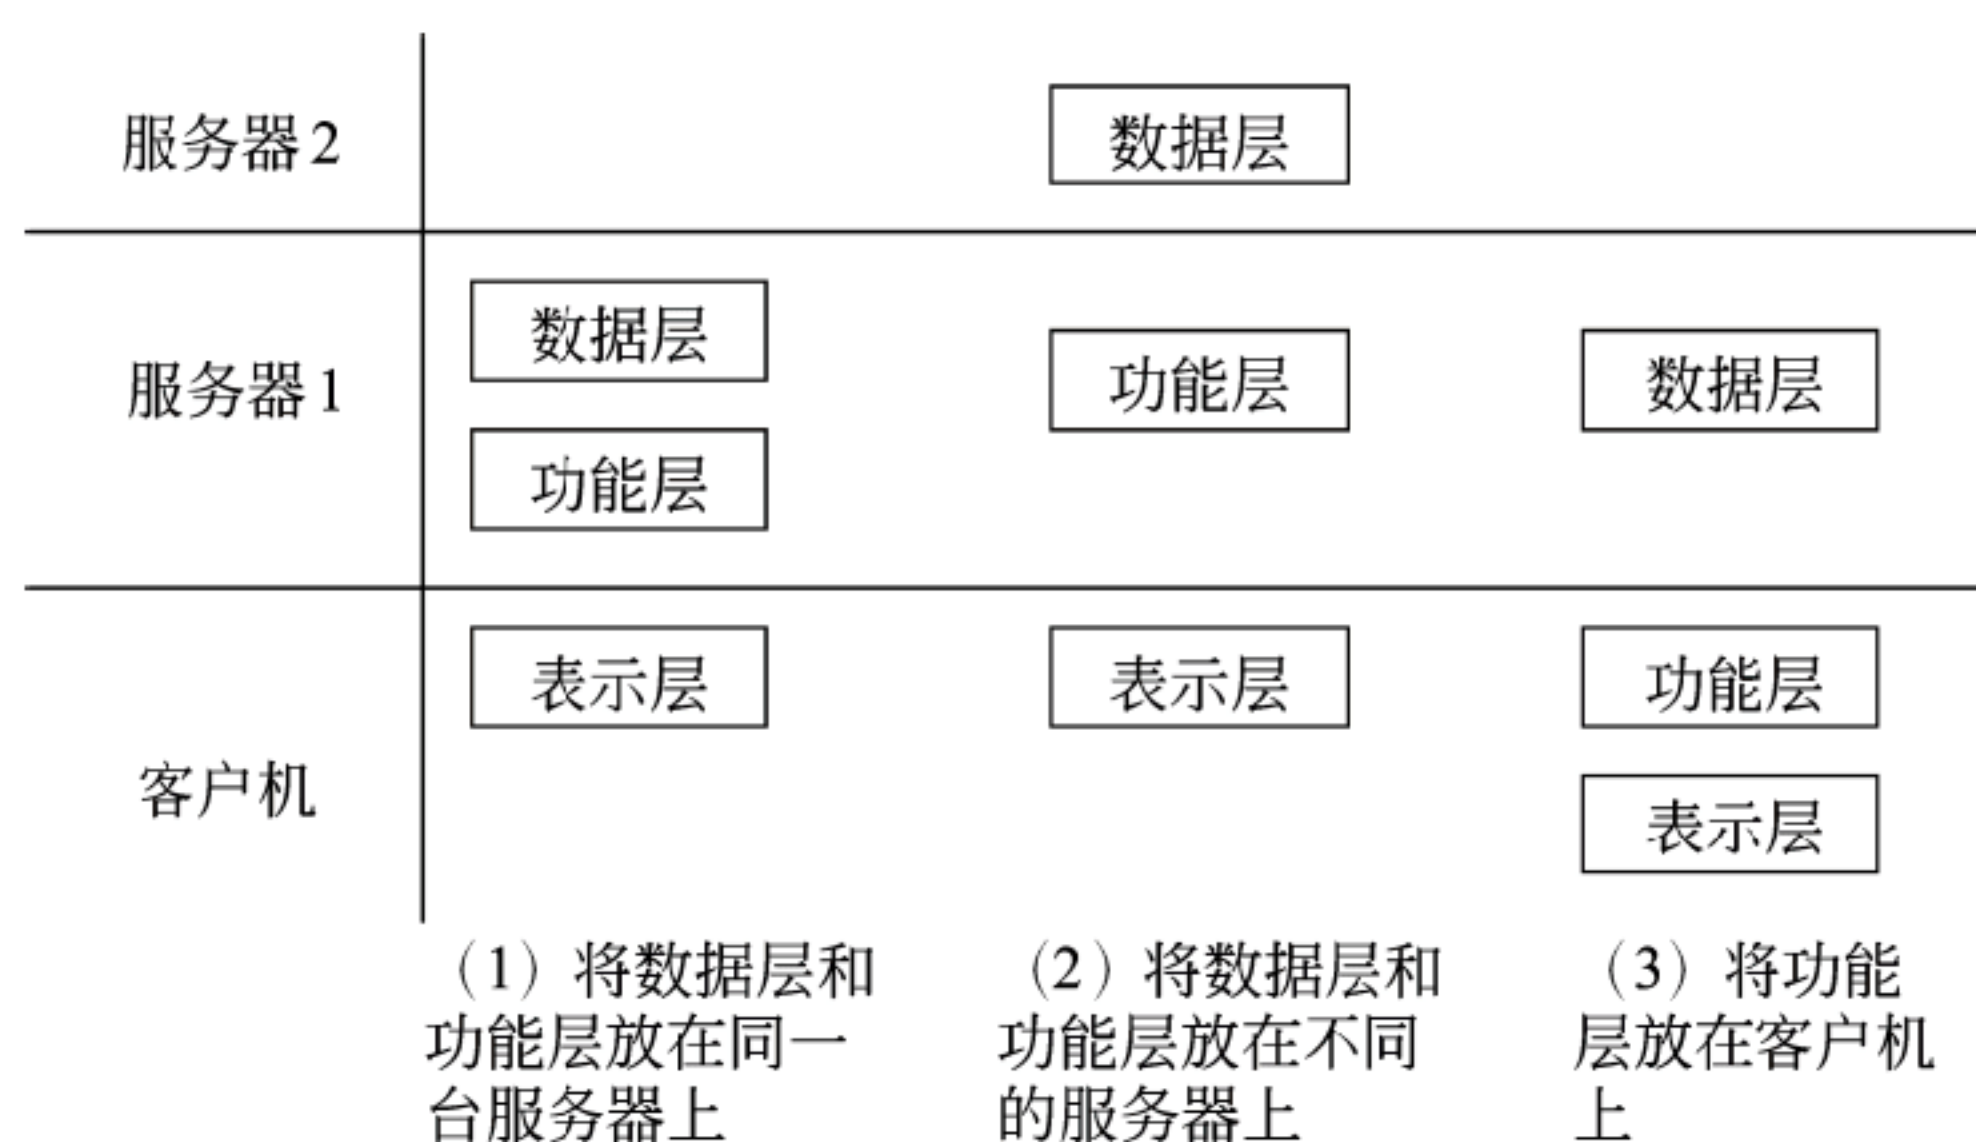 服务器2
数据层
服务器1
数据层
功能层
功能层
数据层
客户机
表示层
表示层
功能层
表示层
（1）将数据层和
功能层放在同一
台服务器上
（2）将数据层和
功能层放在不同
的服务器上
（3）将功能
层放在客户机
上